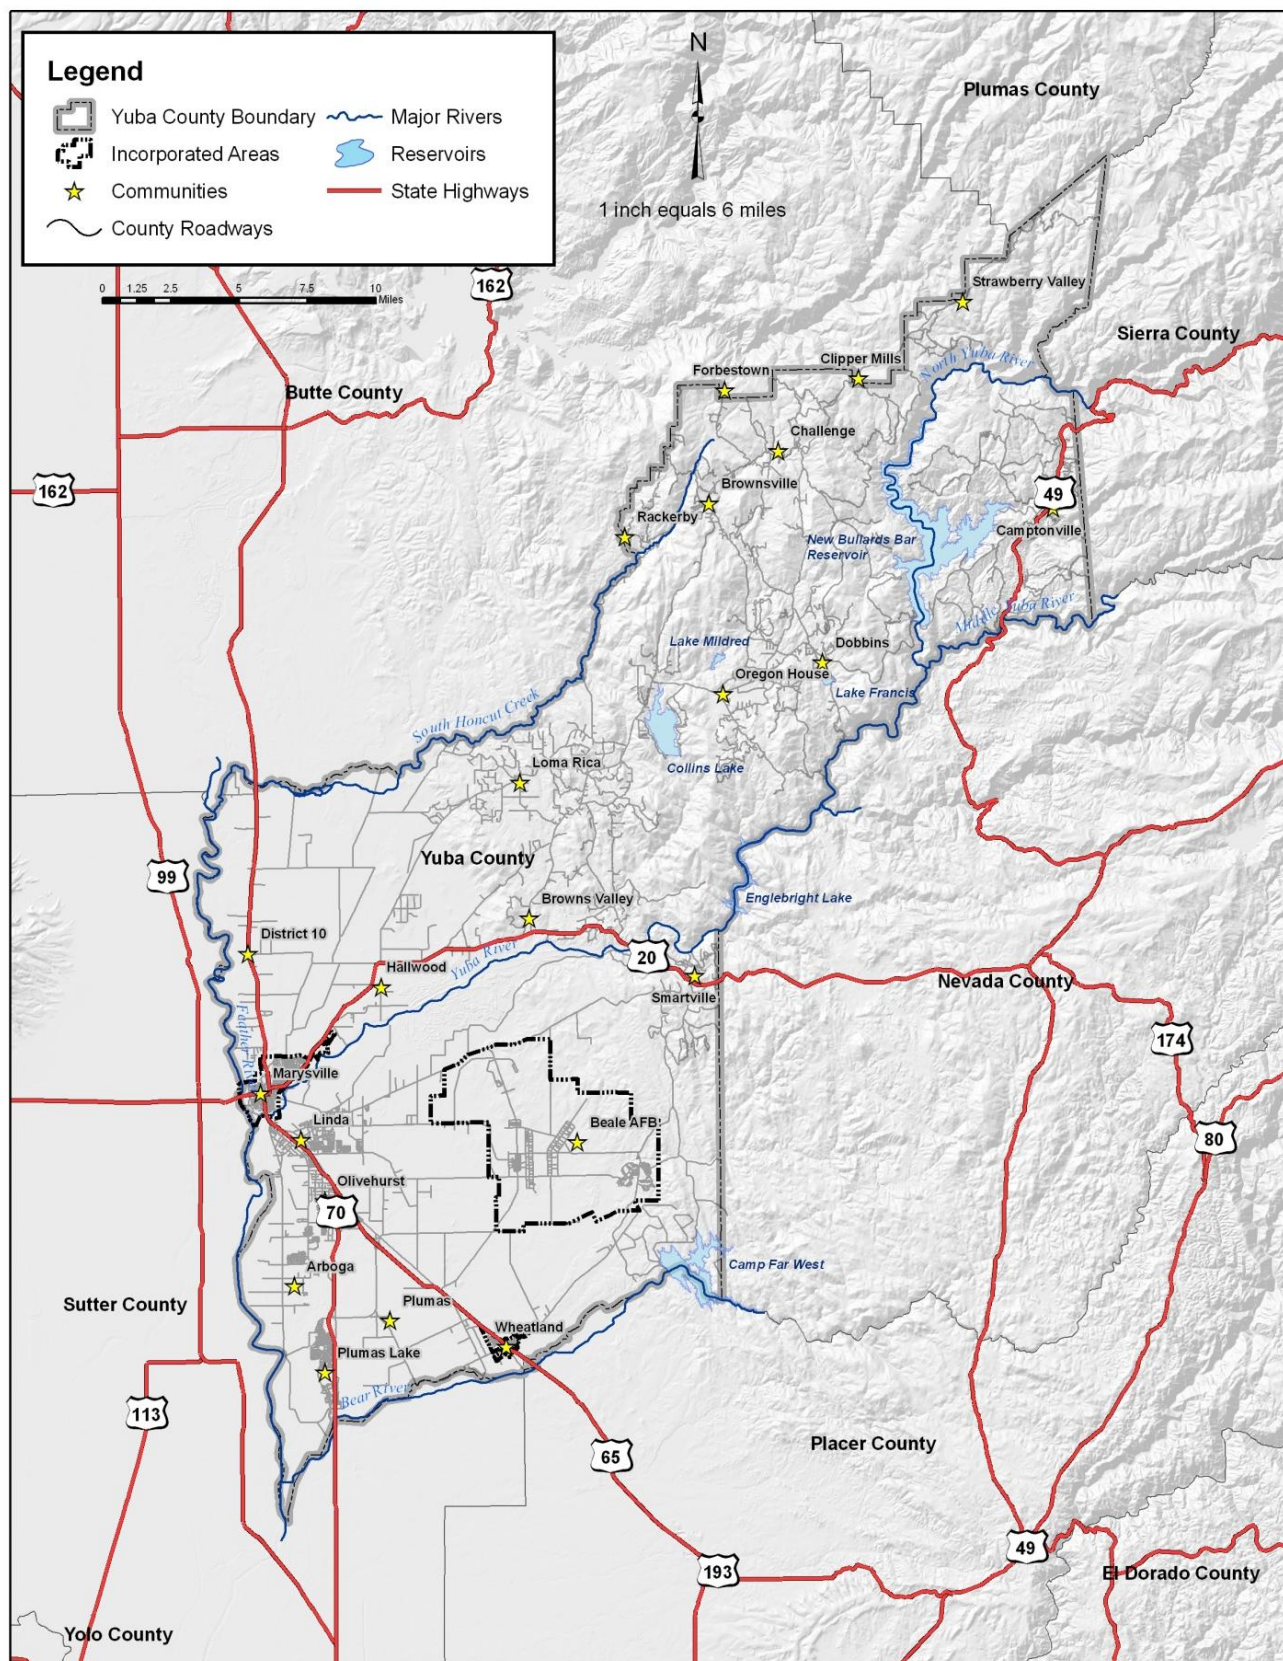 N
Plumas County
Legend
Yuba County Boundary
Major Rivers
Incorporated Areas
Reservoirs
Communities
State Highways
County Roadways
1 inch equals 6 miles
0 1.25 2.5 5 7.5 10
Miles
162
Strawberry Valley
Sierra County
North Yuba River
Clipper Mills
Forbestown
Butte County
Challenge
162
49
Brownsville
Rackerby
Camptonville
New Bullards Bar
Reservoir
Middle Yuba River
Lake Mildred
Dobbins
Oregon House
Lake Francis
South Honcut Creek
Loma Rica
Collins Lake
Yuba County
99
Browns Valley
Englebright Lake
District 10
Yuba River
20
Hallwood
Smartville
Nevada County
Feather Ri
174
Marysville
Linda
Beale AFB
80
Olivehurst
70
Arboga
Camp Far West
Sutter County
Plumas
Wheatland
Plumas Lake
Bear River
113
65
Placer County
49
193
El Dorado County
Yolo County